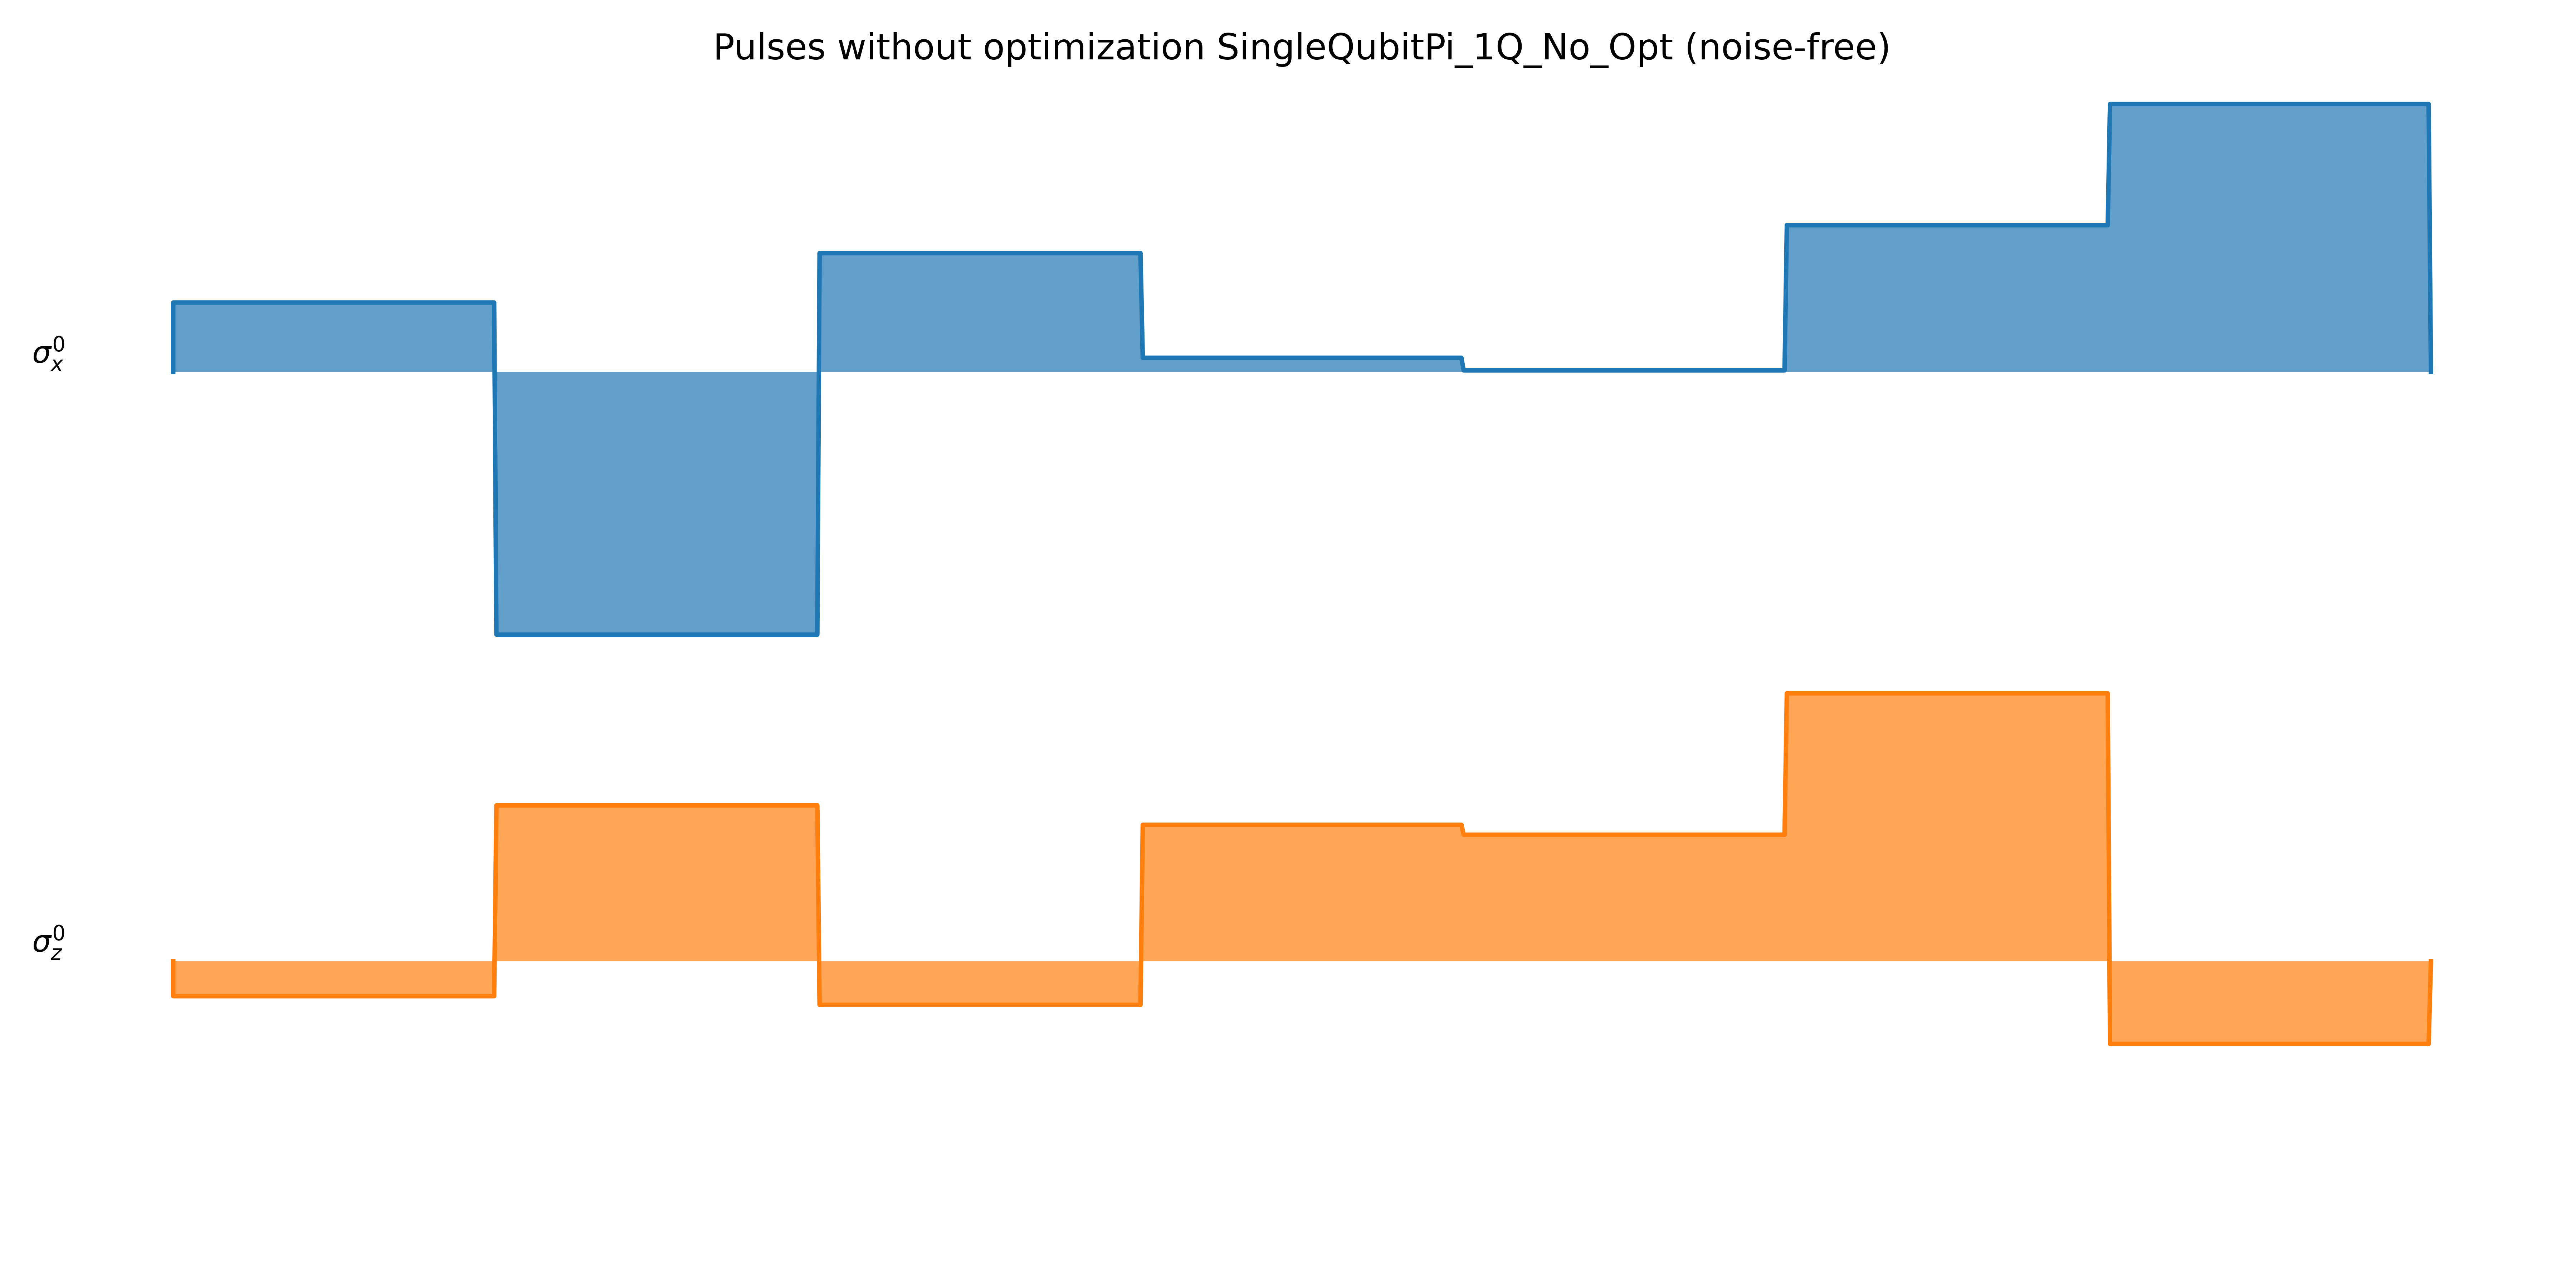 Pulses without optimization SingleQubitPi_1Q_No_Opt (noise-free)
σ_x^0
σ_z^0